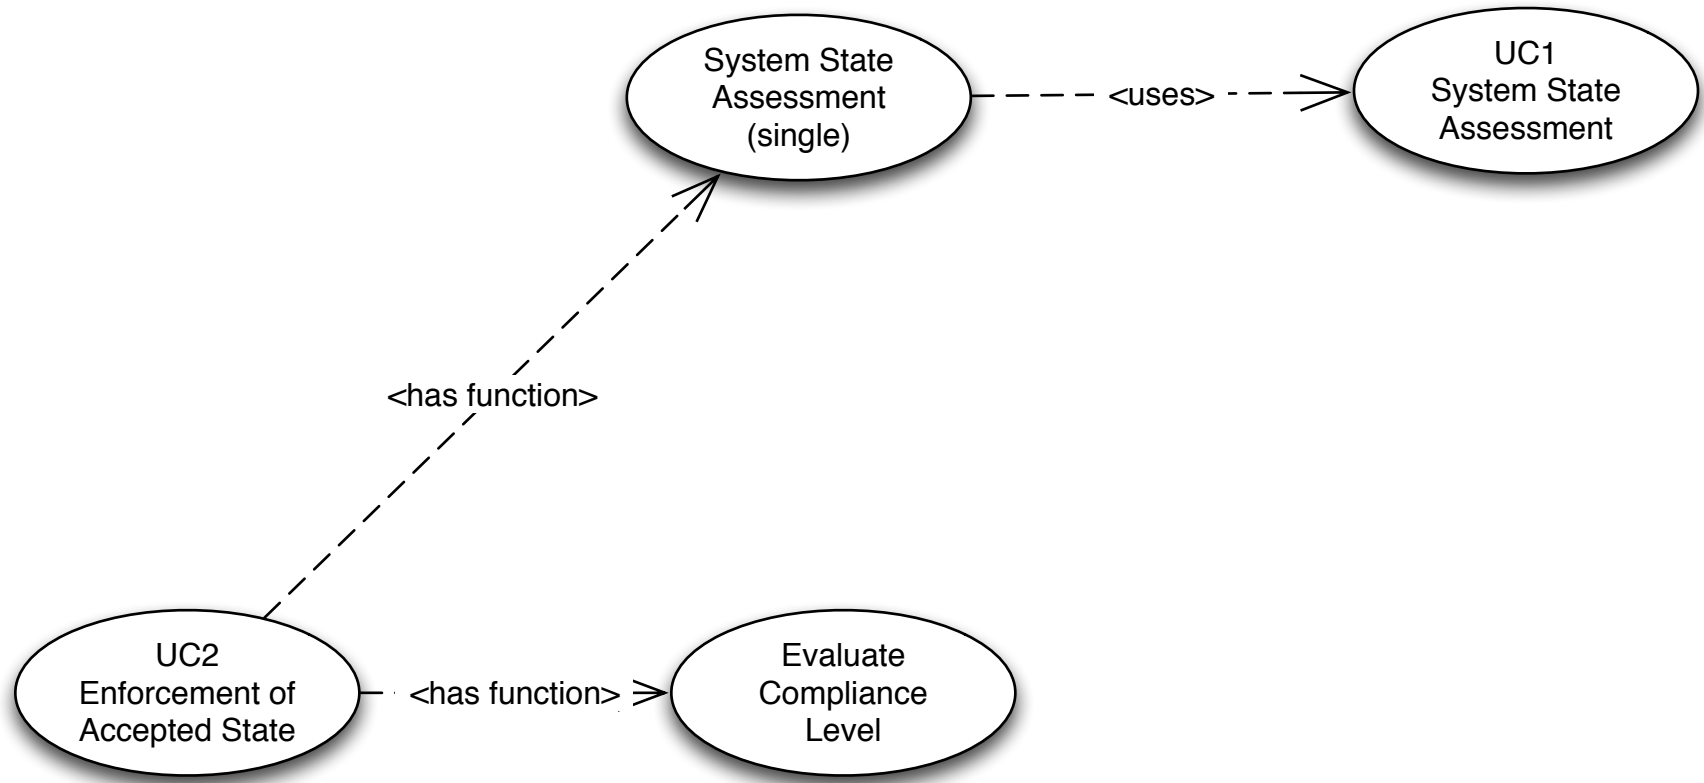 System State
Assessment
(single)
<uses>
UC1
System State
Assessment
<has function>
UC2
Enforcement of
Accepted State
<has function>
Evaluate
Compliance
Level